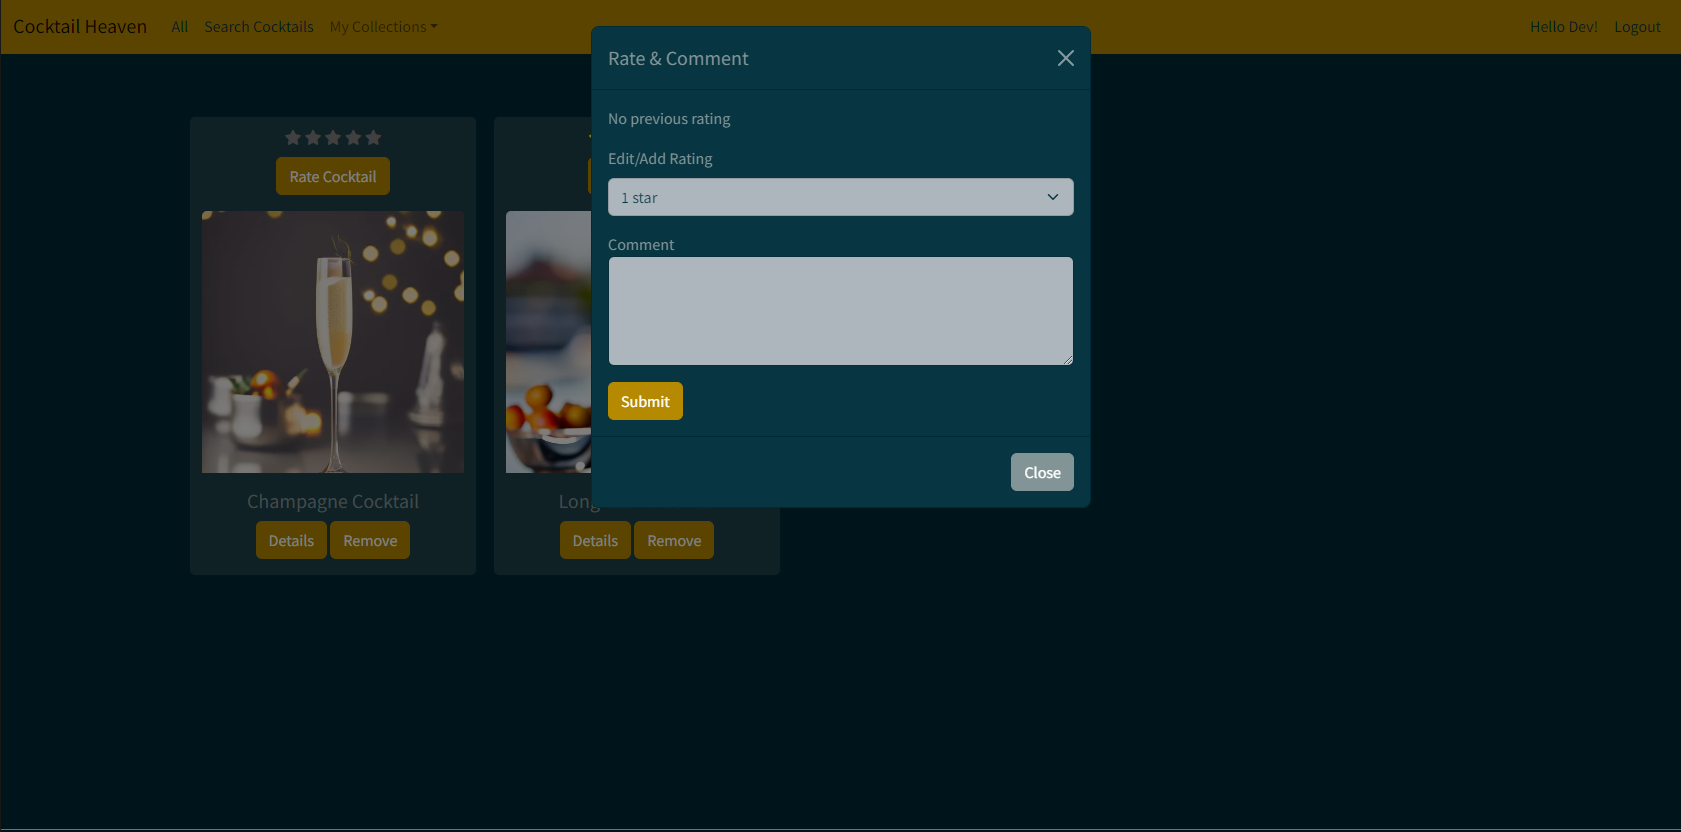 Cocktail Heaven All Search Cocktails My Collections Hello Dev! Logout
Rate & Comment
No previous rating
Edit/Add Rating
1 star
Comment
Submit
Close
Rate Cocktail
Champagne Cocktail
Details Remove
Long
Details Remove